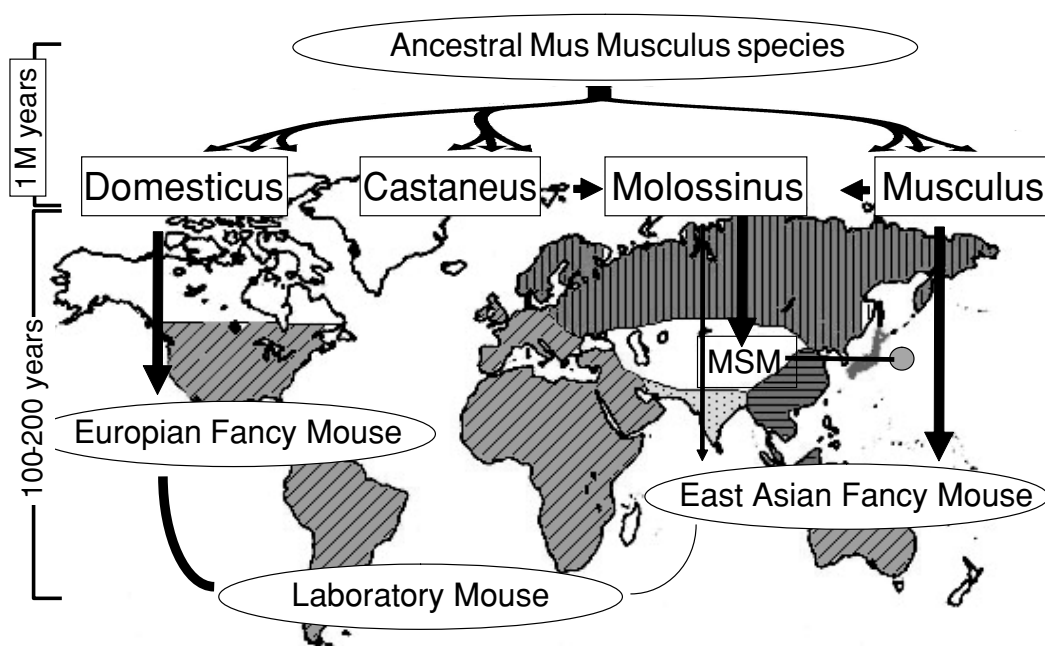 Ancestral Mus Musculus species
1 M years
Domesticus
Castaneus
Molossinus
Musculus
100-200 years
MSM
Europian Fancy Mouse
East Asian Fancy Mouse
Laboratory Mouse